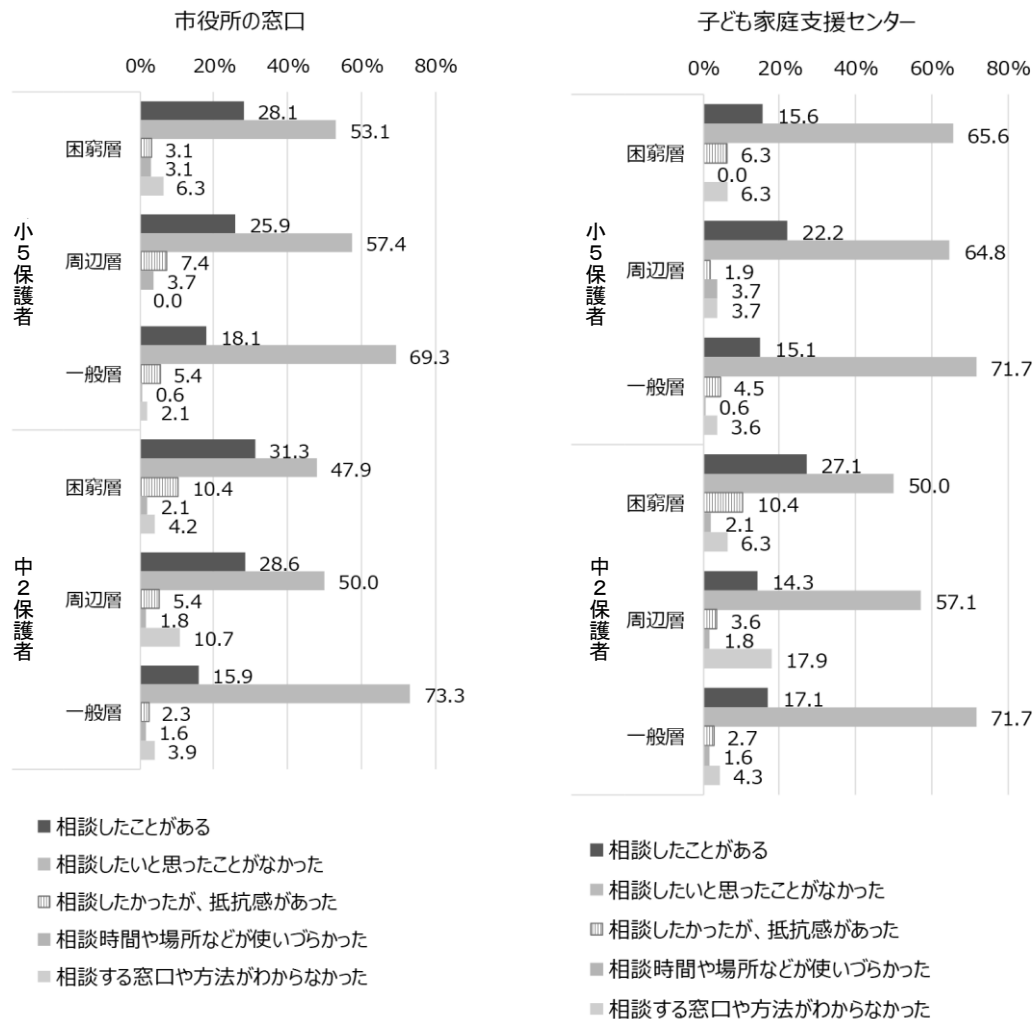 市役所の窓口
0% 20% 40% 60% 80%
小5保護者
困窮層
28.1
53.1
3.1
3.1
6.3
周辺層
25.9
57.4
7.4
3.7
0.0
一般層
18.1
69.3
5.4
0.6
2.1
中2保護者
困窮層
31.3
47.9
10.4
2.1
4.2
周辺層
28.6
50.0
5.4
1.8
10.7
一般層
15.9
73.3
2.3
1.6
3.9
■相談したことがある
■相談したいと思ったことがなかった
相談したかったが、抵抗感があった
■相談時間や場所などが使いづらかった
■相談する窓口や方法がわからなかった
子ども家庭支援センター
0% 20% 40% 60% 80%
小5保護者
困窮層
15.6
65.6
6.3
0.0
6.3
周辺層
22.2
64.8
1.9
3.7
3.7
一般層
15.1
71.7
4.5
0.6
3.6
中2保護者
困窮層
27.1
50.0
10.4
2.1
6.3
周辺層
14.3
57.1
3.6
1.8
17.9
一般層
17.1
71.7
2.7
1.6
4.3
■相談したことがある
■相談したいと思ったことがなかった
相談したかったが、抵抗感があった
■相談時間や場所などが使いづらかった
■相談する窓口や方法がわからなかった